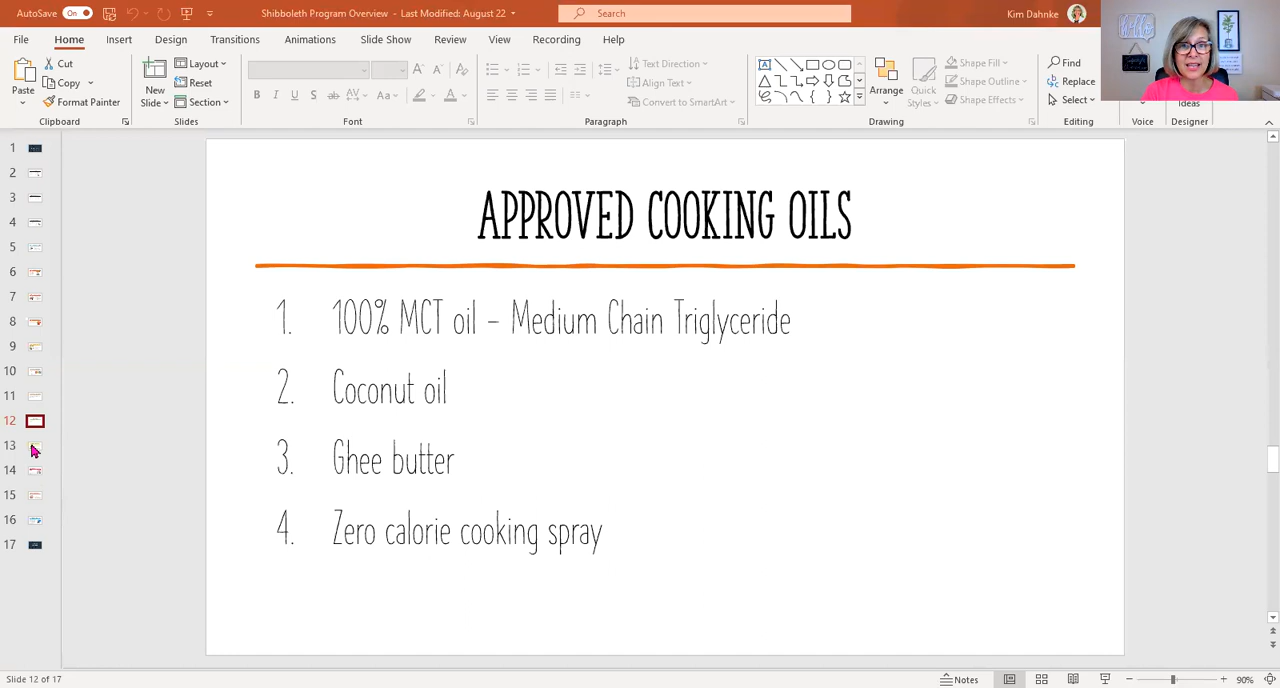 AutoSave On Shibboleth Program Overview - Last Modified: August 22 Search Kim Dahnke
File Home Insert Draw Design Transitions Animations Slide Show Review View Recording Help
Cut Layout Text Direction Shape Fill Find
Copy Reset Align Text Shape Outline Replace
Paste Format Painter New Slide Section Convert to SmartArt Arrange Quick Styles Shape Effects Select
Clipboard Slides Font Paragraph Drawing Editing Voice Designer
hello
1
2
3
4
5
6
7
8
9
10
11
12
13
14
15
16
17
APPROVED COOKING OILS
1. 100% MCT oil – Medium Chain Triglyceride
2. Coconut oil
3. Ghee butter
4. Zero calorie cooking spray
Slide 12 of 17 Notes 90%